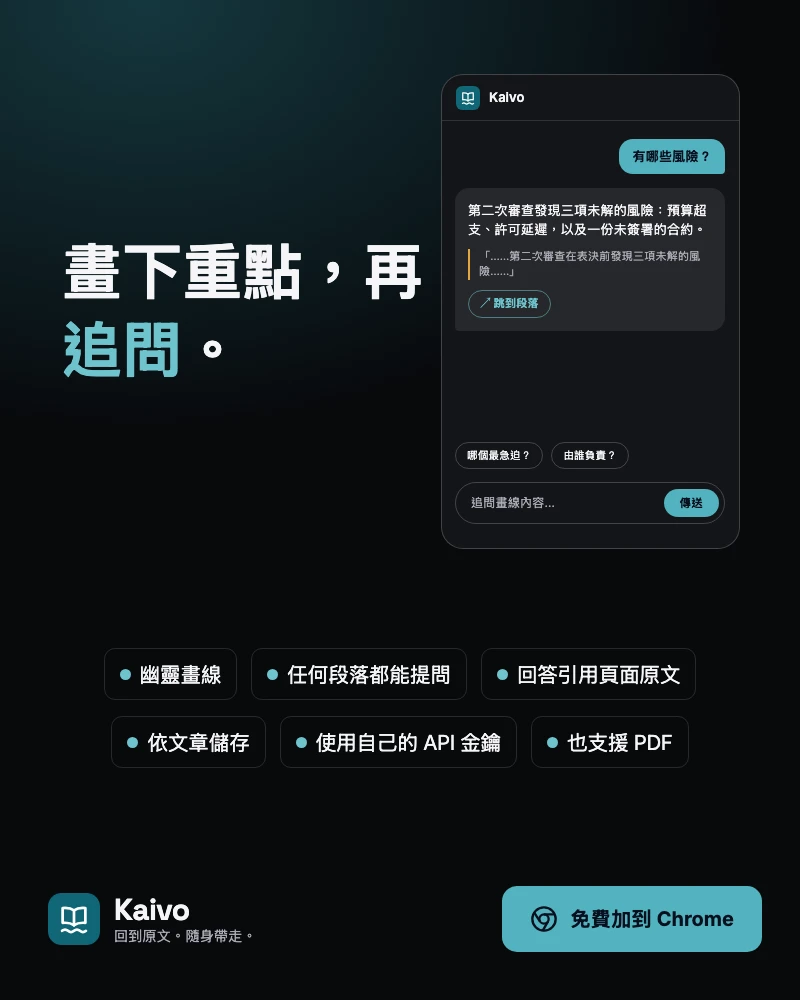 Kaivo
有哪些風險？
第二次審查發現三項未解的風險：預算超
支、許可延遲，以及一份未簽署的合約。
「……第二次審查在表決前發現三項未解的風
險……」
↗ 跳到段落
畫下重點，再
追問。
哪個最急迫？
由誰負責？
追問畫線內容…
傳送
幽靈畫線
任何段落都能提問
回答引用頁面原文
依文章儲存
使用自己的 API 金鑰
也支援 PDF
Kaivo
回到原文。隨身帶走。
免費加到 Chrome